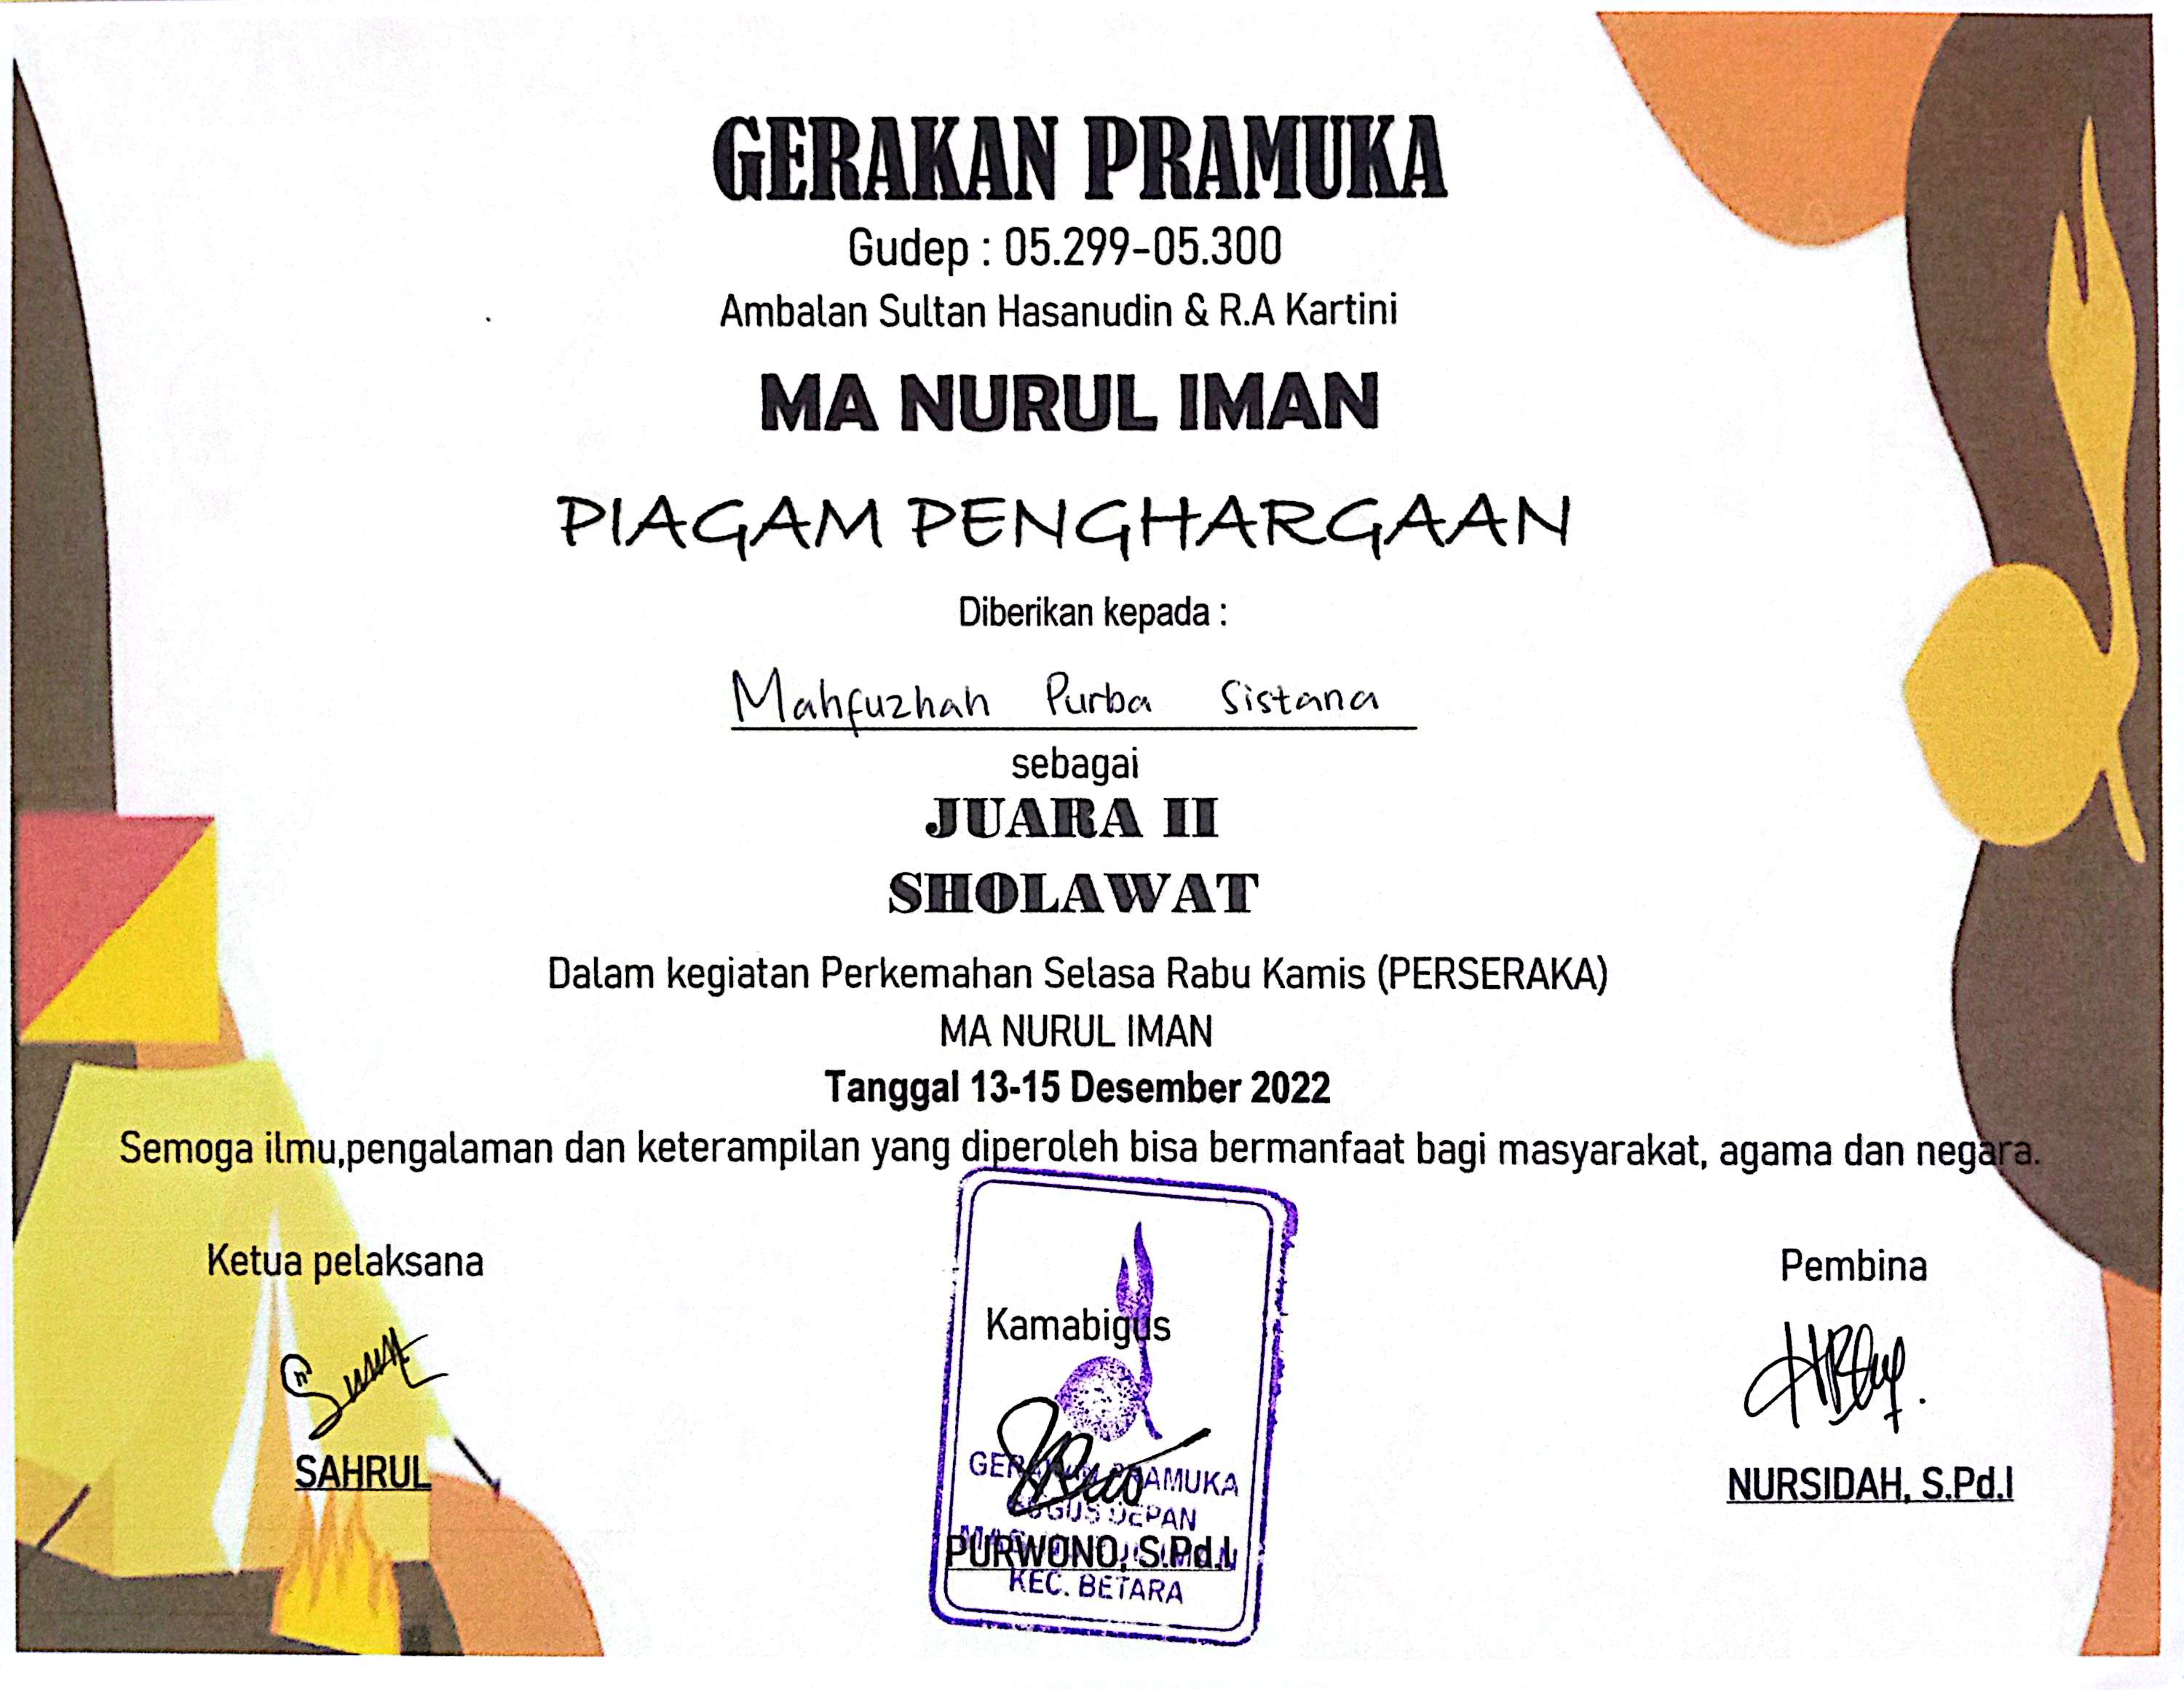 GERAKAN PRAMUKA
Gudep : 05.299-05.300
Ambalan Sultan Hasanudin & R.A Kartini
MA NURUL IMAN
PIAGAM PENGHARGAAN
Diberikan kepada :
Mahfuzhah Purba Sistana
sebagai
JUARA II
SHOLAWAT
Dalam kegiatan Perkemahan Selasa Rabu Kamis (PERSERAKA)
MA NURUL IMAN
Tanggal 13-15 Desember 2022
Semoga ilmu,pengalaman dan keterampilan yang diperoleh bisa bermanfaat bagi masyarakat, agama dan negara.
Ketua pelaksana
SAHRUL
Kamabigus
GERAKAN PRAMUKA
GUGUS DEPAN
PURWONO, S.Pd.I
KEC. BETARA
Pembina
NURSIDAH, S.Pd.I